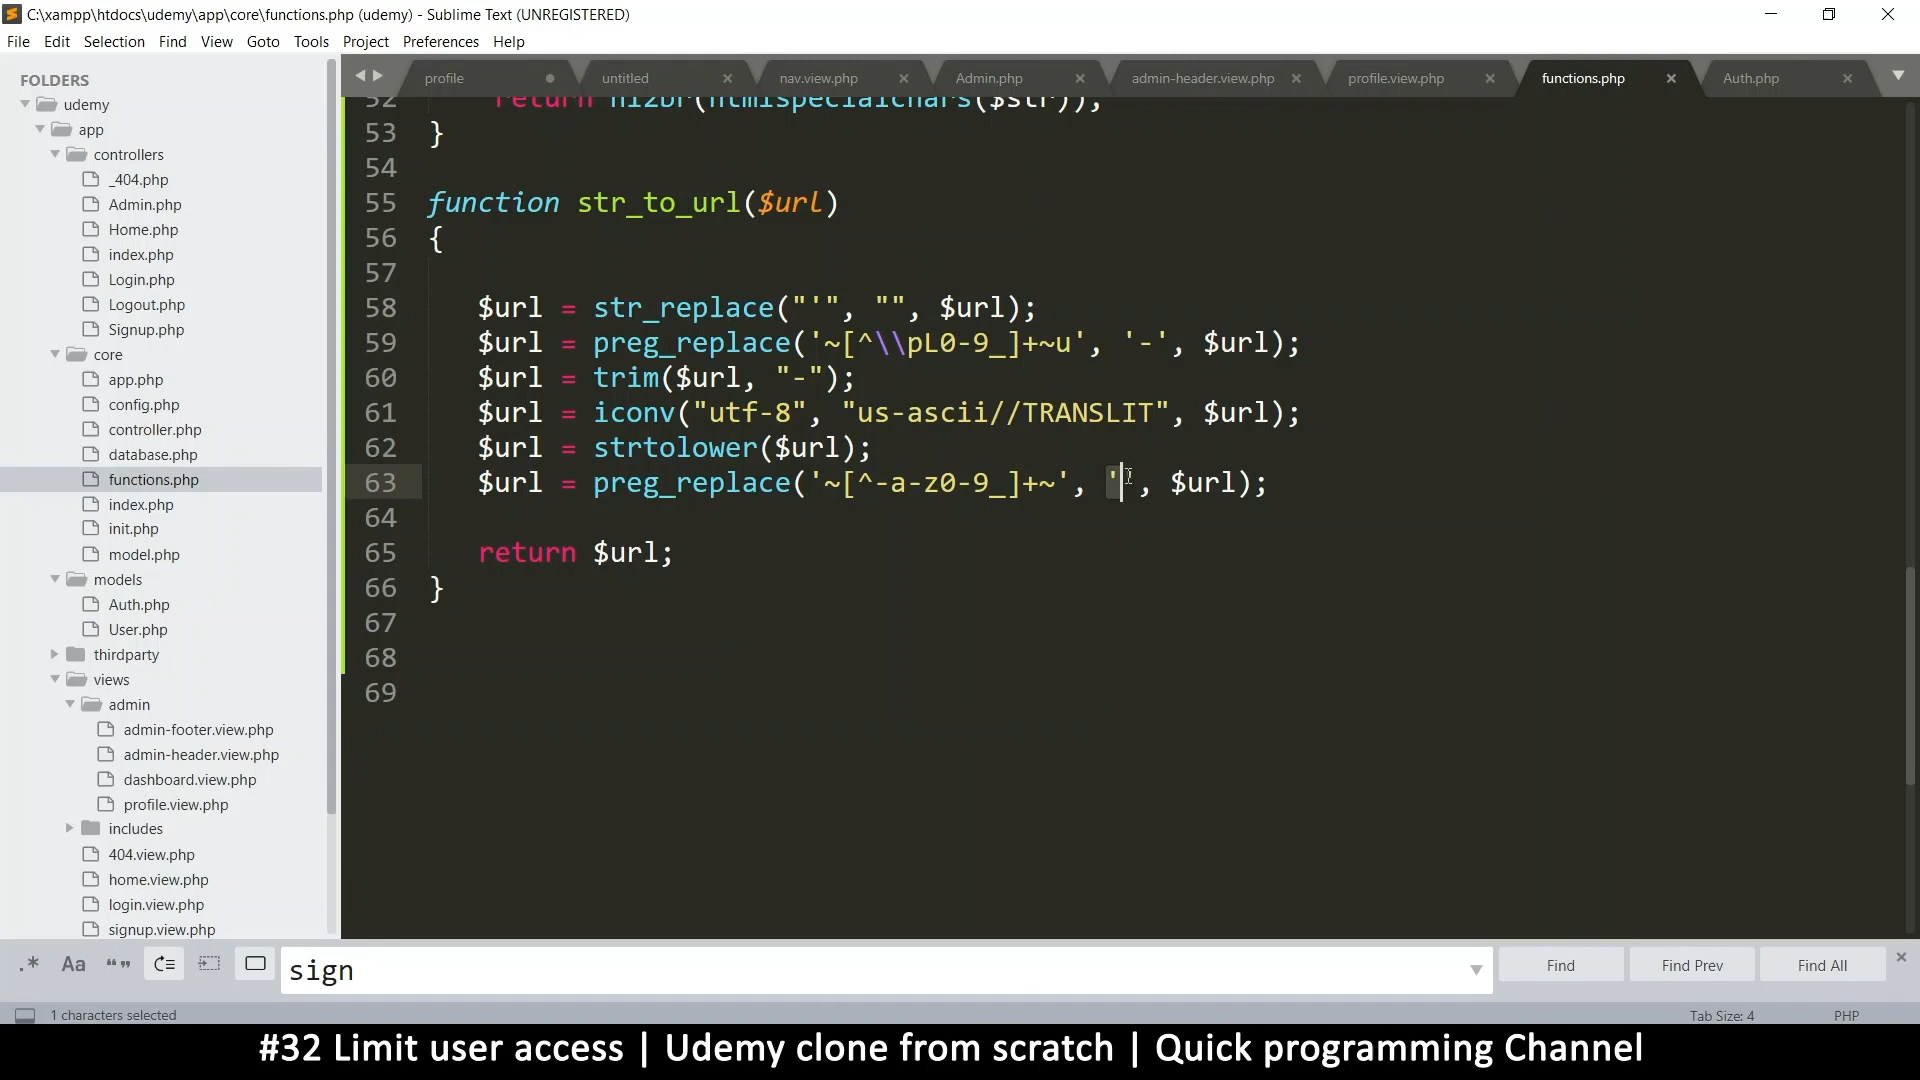 C:\xampp\htdocs\udemy\app\core\functions.php (udemy) - Sublime Text (UNREGISTERED)
File Edit Selection Find View Goto Tools Project Preferences Help
profile untitled nav.view.php Admin.php admin-header.view.php profile.view.php functions.php Auth.php
FOLDERS
udemy
app
controllers
_404.php
Admin.php
Home.php
index.php
Login.php
Logout.php
Signup.php
core
app.php
config.php
controller.php
database.php
functions.php
index.php
init.php
model.php
models
Auth.php
User.php
thirdparty
views
admin
admin-footer.view.php
admin-header.view.php
dashboard.view.php
profile.view.php
includes
404.view.php
home.view.php
login.view.php
signup.view.php
52 return nl2br(htmlspecialchars($str));
53 }
54
55 function str_to_url($url)
56 {
57
58 $url = str_replace("'", "", $url);
59 $url = preg_replace('~[^\\pL0-9_]+~u', '-', $url);
60 $url = trim($url, "-");
61 $url = iconv("utf-8", "us-ascii//TRANSLIT", $url);
62 $url = strtolower($url);
63 $url = preg_replace('~[^-a-z0-9_]+~', '', $url);
64
65 return $url;
66 }
67
68
69
.* Aa “” sign Find Find Prev Find All
1 characters selected Tab Size: 4 PHP
#32 Limit user access | Udemy clone from scratch | Quick programming Channel